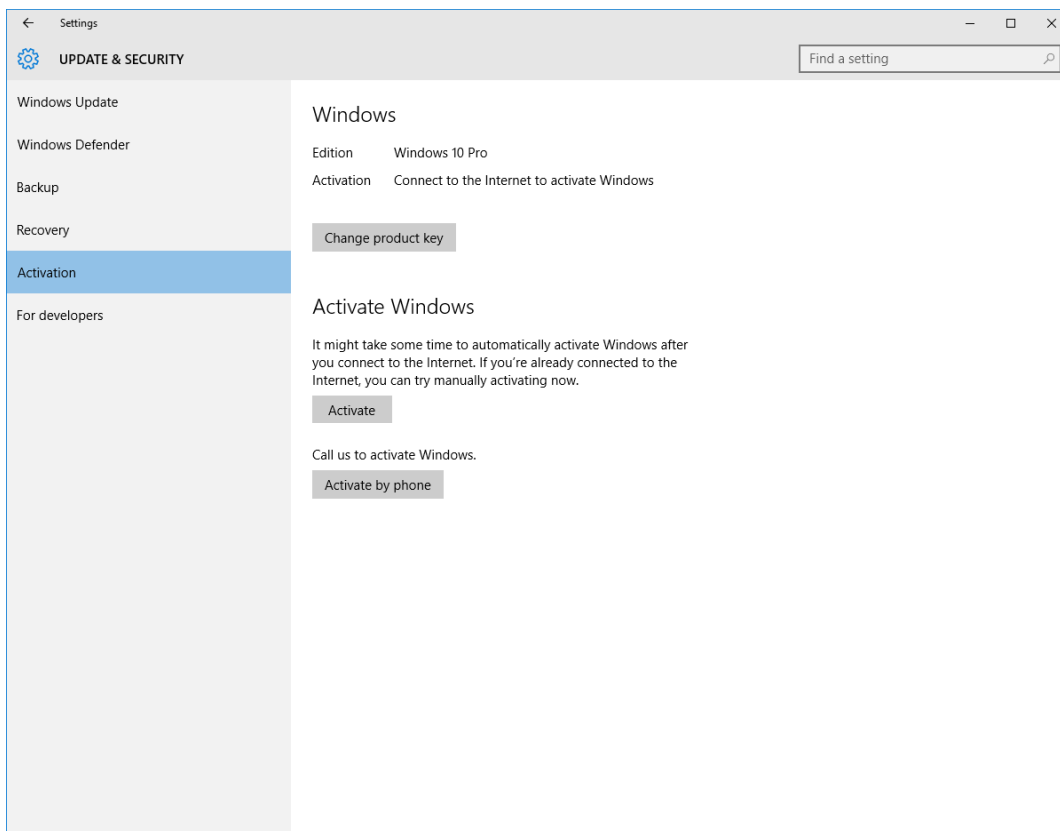 Settings
UPDATE & SECURITY
Find a setting
Windows Update
Windows Defender
Backup
Recovery
Activation
For developers
Windows
Edition Windows 10 Pro
Activation Connect to the Internet to activate Windows
Change product key
Activate Windows
It might take some time to automatically activate Windows after
you connect to the Internet. If you’re already connected to the
Internet, you can try manually activating now.
Activate
Call us to activate Windows.
Activate by phone